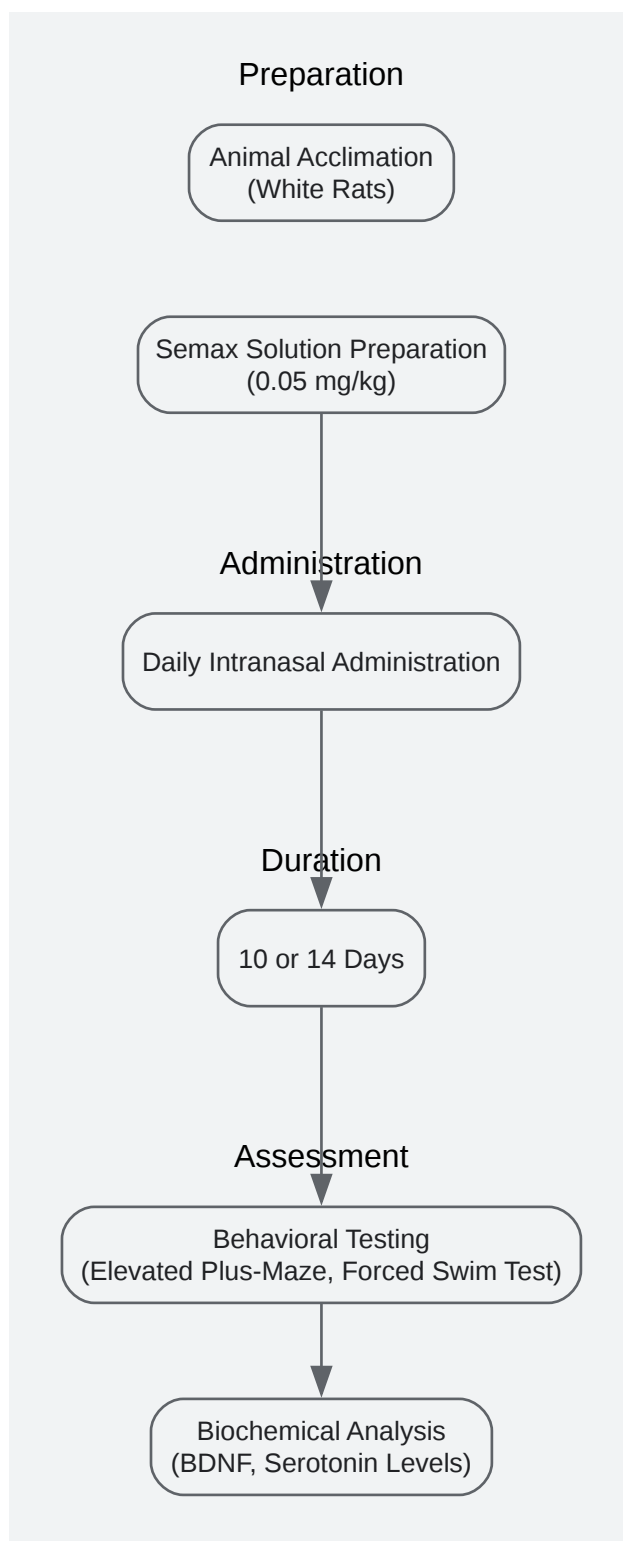 Preparation
Animal Acclimation
(White Rats)
Semax Solution Preparation
(0.05 mg/kg)
Administration
Daily Intranasal Administration
Duration
10 or 14 Days
Assessment
Behavioral Testing
(Elevated Plus-Maze, Forced Swim Test)
Biochemical Analysis
(BDNF, Serotonin Levels)